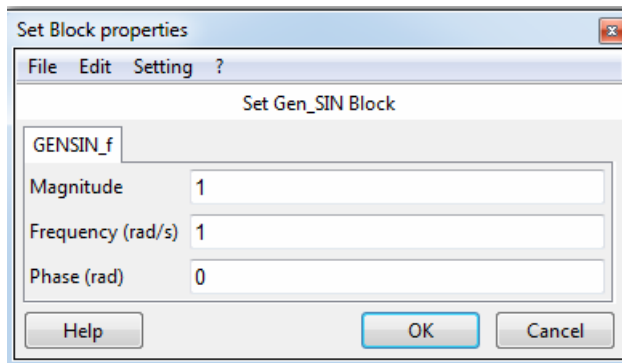 Set Block properties
File Edit Setting ?
Set Gen_SIN Block
GENSIN_f
Magnitude 1
Frequency (rad/s) 1
Phase (rad) 0
Help OK Cancel